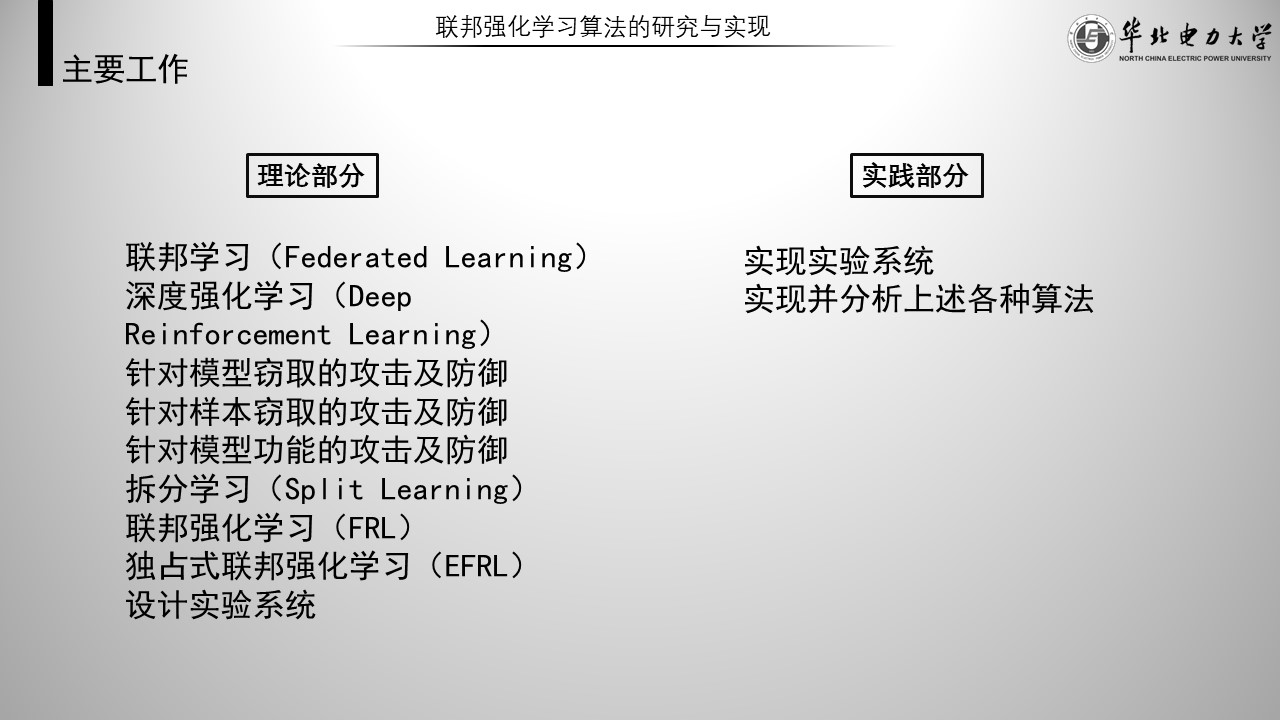 联邦强化学习算法的研究与实现
华北电力大学
NORTH CHINA ELECTRIC POWER UNIVERSITY
主要工作
理论部分
联邦学习（Federated Learning）
深度强化学习（Deep
Reinforcement Learning）
针对模型窃取的攻击及防御
针对样本窃取的攻击及防御
针对模型功能的攻击及防御
拆分学习（Split Learning）
联邦强化学习（FRL）
独占式联邦强化学习（EFRL）
设计实验系统
实践部分
实现实验系统
实现并分析上述各种算法